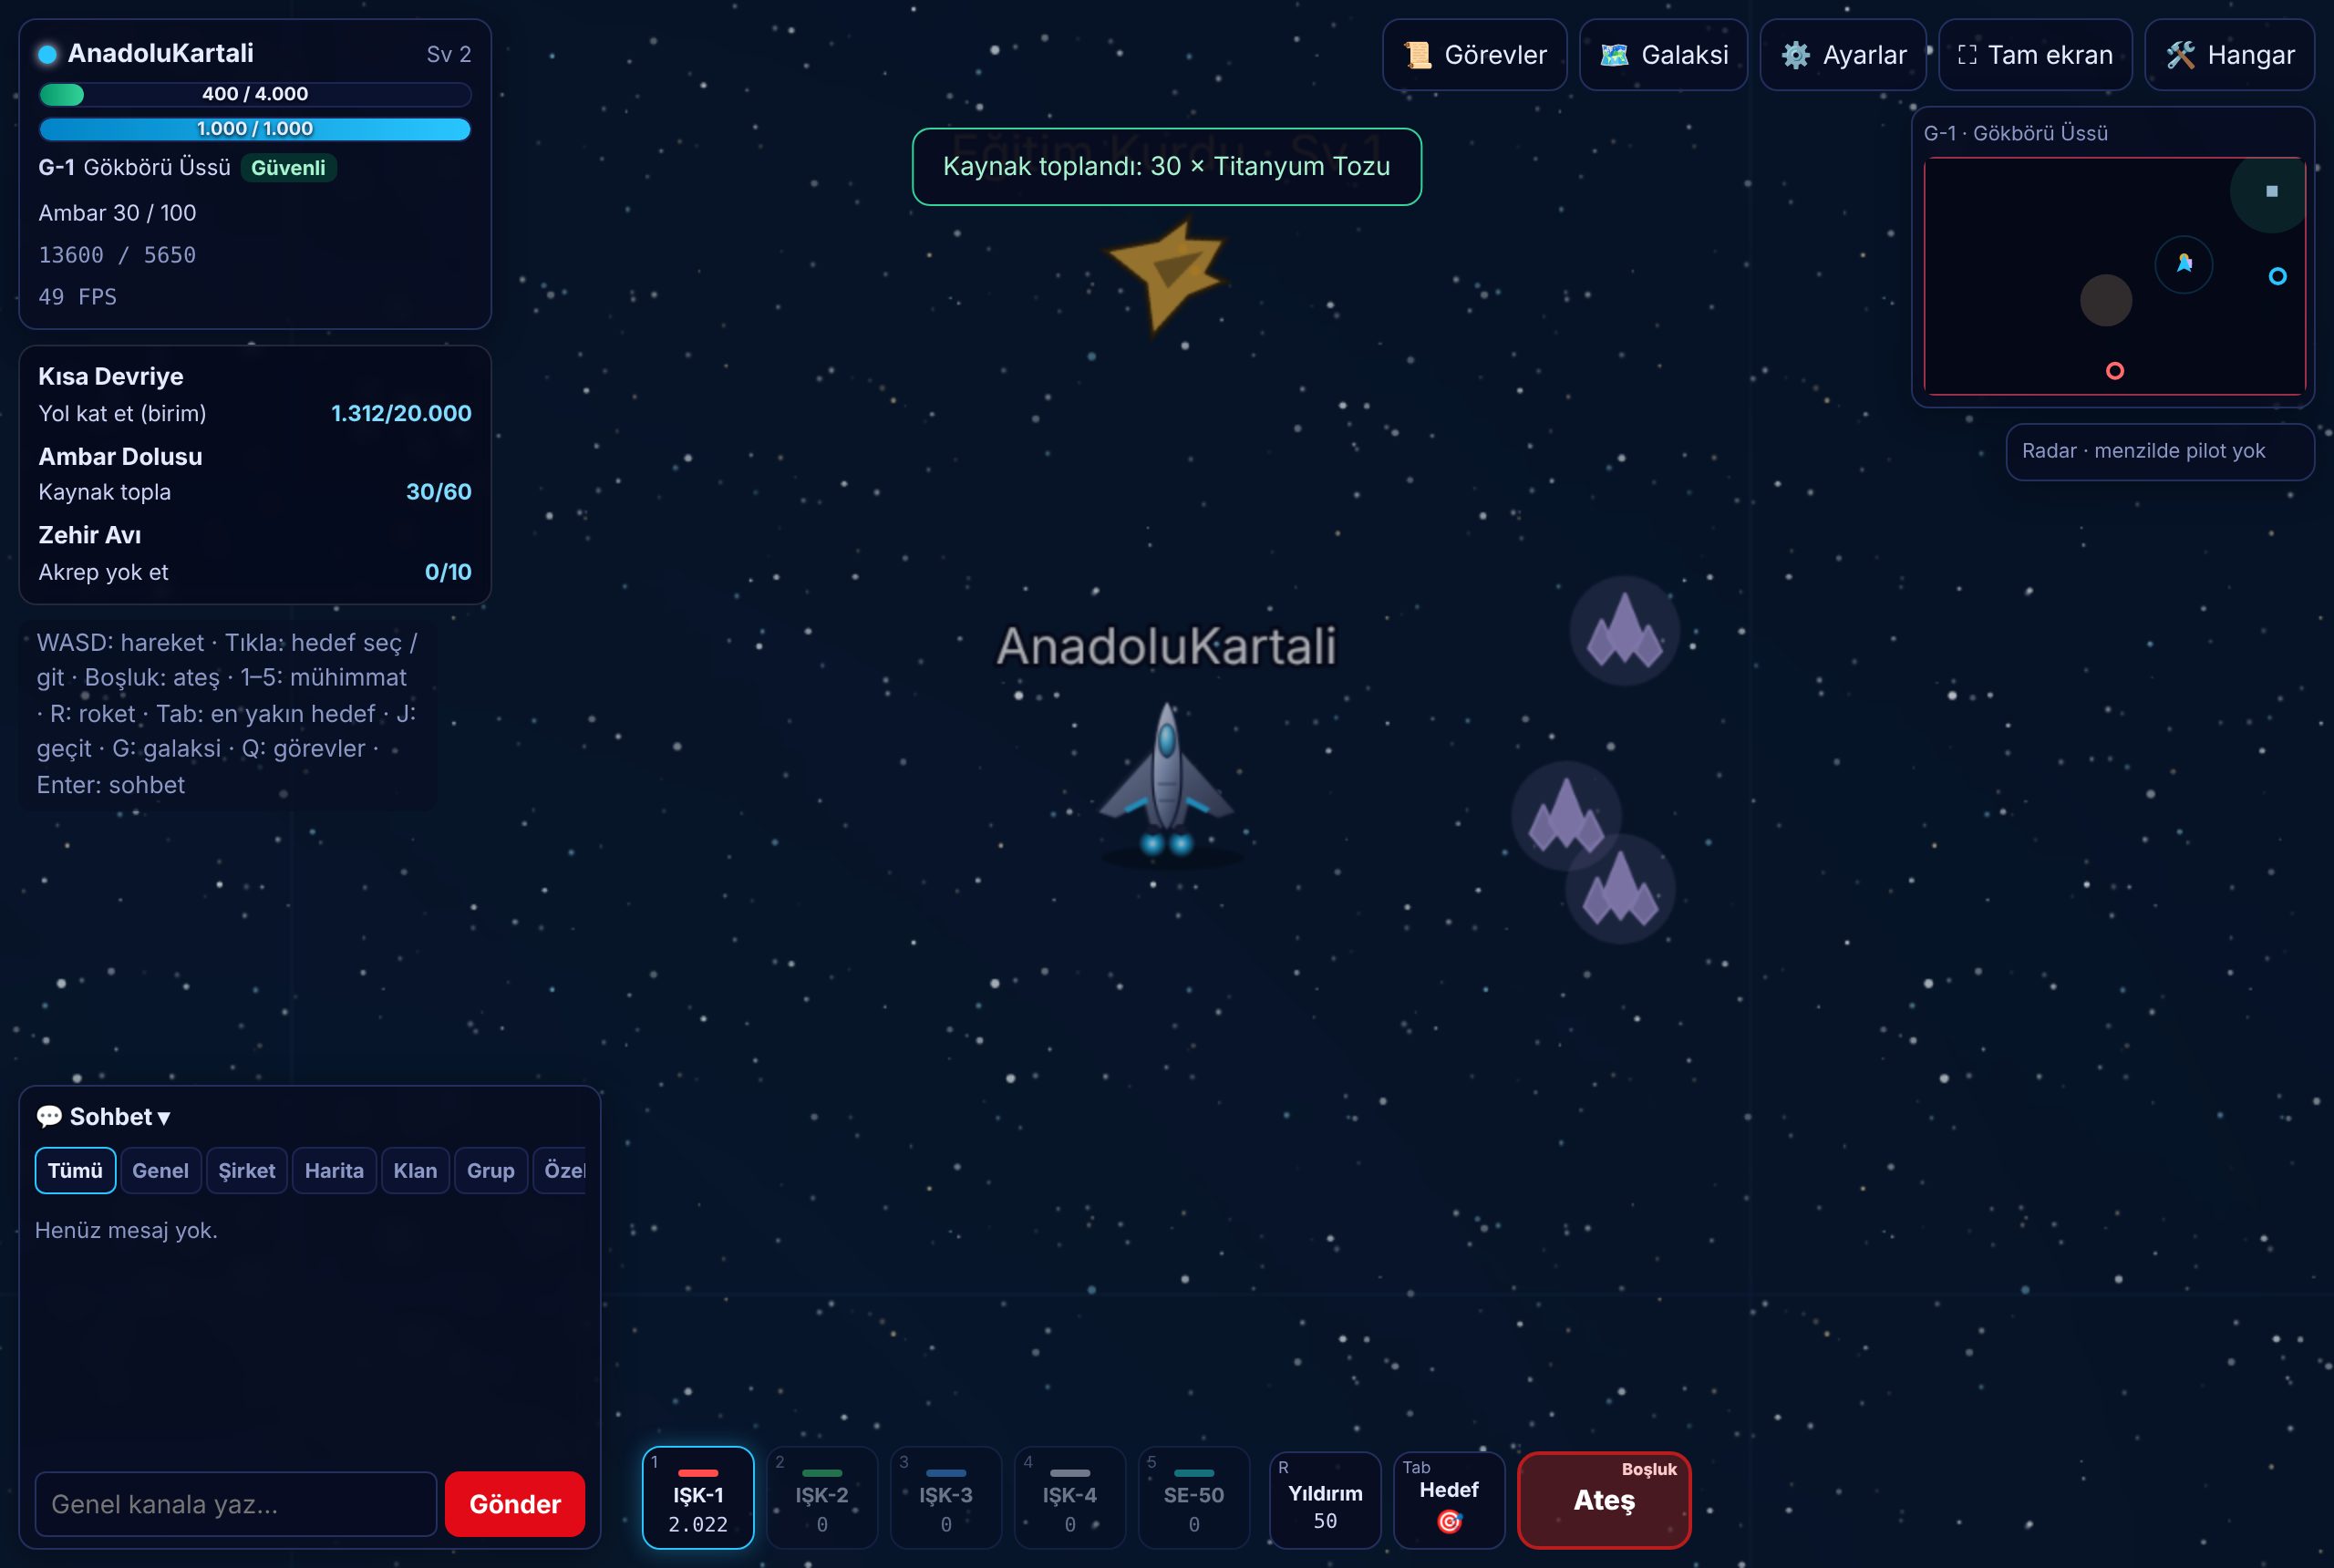 AnadoluKartali
Sv 2
400 / 4.000
1.000 / 1.000
G-1 Gökbörü Üssü Güvenli
Ambar 30 / 100
13600 / 5650
49 FPS
Kısa Devriye
Yol kat et (birim) 1.312/20.000
Ambar Dolusu
Kaynak topla 30/60
Zehir Avı
Akrep yok et 0/10
WASD: hareket · Tıkla: hedef seç /
git · Boşluk: ateş · 1–5: mühimmat
· R: roket · Tab: en yakın hedef · J:
geçit · G: galaksi · Q: görevler ·
Enter: sohbet
Görevler
Galaksi
Ayarlar
Tam ekran
Hangar
Eğitim Kurdu · Sv 1
Kaynak toplandı: 30 × Titanyum Tozu
G-1 · Gökbörü Üssü
Radar · menzilde pilot yok
AnadoluKartali
Sohbet ▾
Tümü Genel Şirket Harita Klan Grup Özel
Henüz mesaj yok.
Genel kanala yaz...
Gönder
1
IŞK-1
2.022
2
IŞK-2
0
3
IŞK-3
0
4
IŞK-4
0
5
SE-50
0
R
Yıldırım
50
Tab
Hedef
Boşluk
Ateş